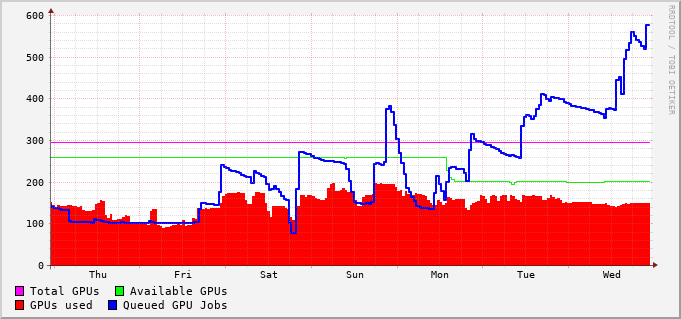 600
500
400
300
200
100
0
Thu Fri Sat Sun Mon Tue Wed
Total GPUs Available GPUs
GPUs used Queued GPU Jobs
RRDTOOL / TOBI OETIKER